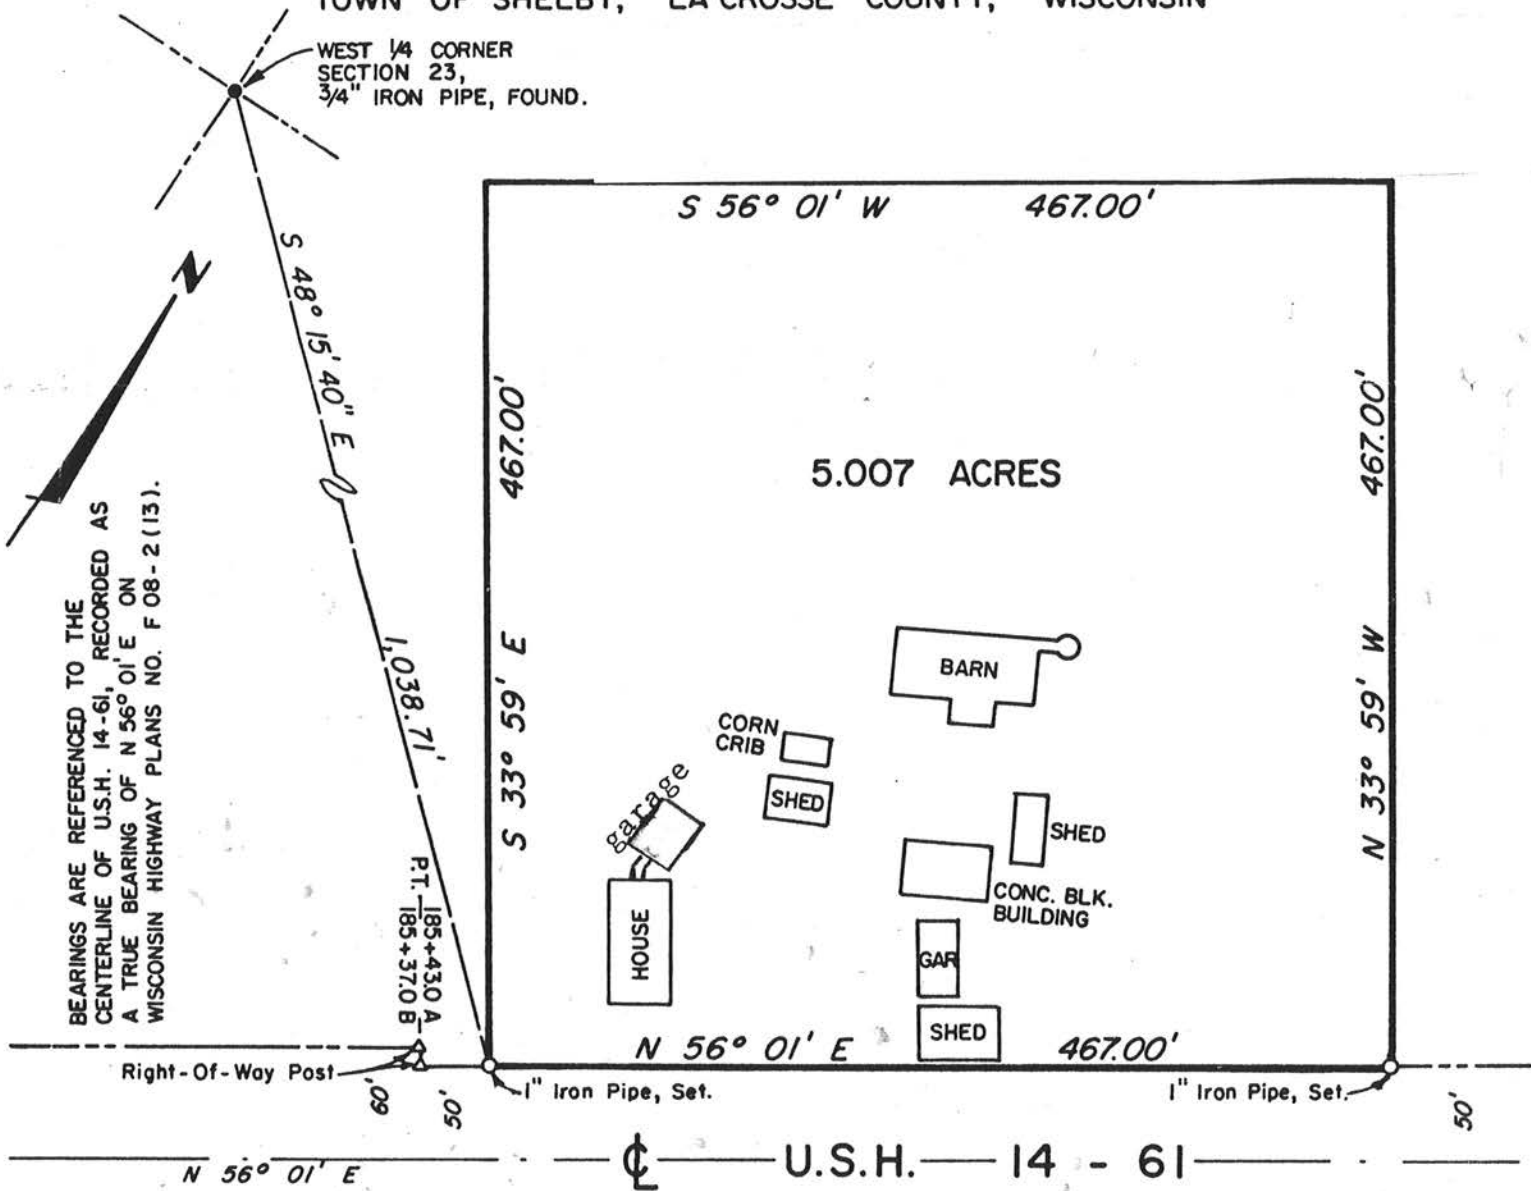 TOWN OF SHELBY, LA CROSSE COUNTY, WISCONSIN
WEST 1/4 CORNER
SECTION 23,
3/4" IRON PIPE, FOUND.
S 56° 01' W 467.00'
N
S 48° 15' 40" E
1,038.71'
467.00'
S 33° 59' E
467.00'
N 33° 59' W
5.007 ACRES
BEARINGS ARE REFERENCED TO THE
CENTERLINE OF U.S.H. 14-61, RECORDED AS
A TRUE BEARING OF N 56° 01' E ON
WISCONSIN HIGHWAY PLANS NO. F 08-2(13).
BARN
CORN
CRIB
SHED
garage
SHED
CONC. BLK.
BUILDING
HOUSE
GAR
SHED
P.T. 185+43.0 A
185+37.0 B
N 56° 01' E 467.00'
Right-Of-Way Post
1" Iron Pipe, Set.
1" Iron Pipe, Set.
60'
50'
50'
N 56° 01' E
℄ U.S.H. 14 - 61